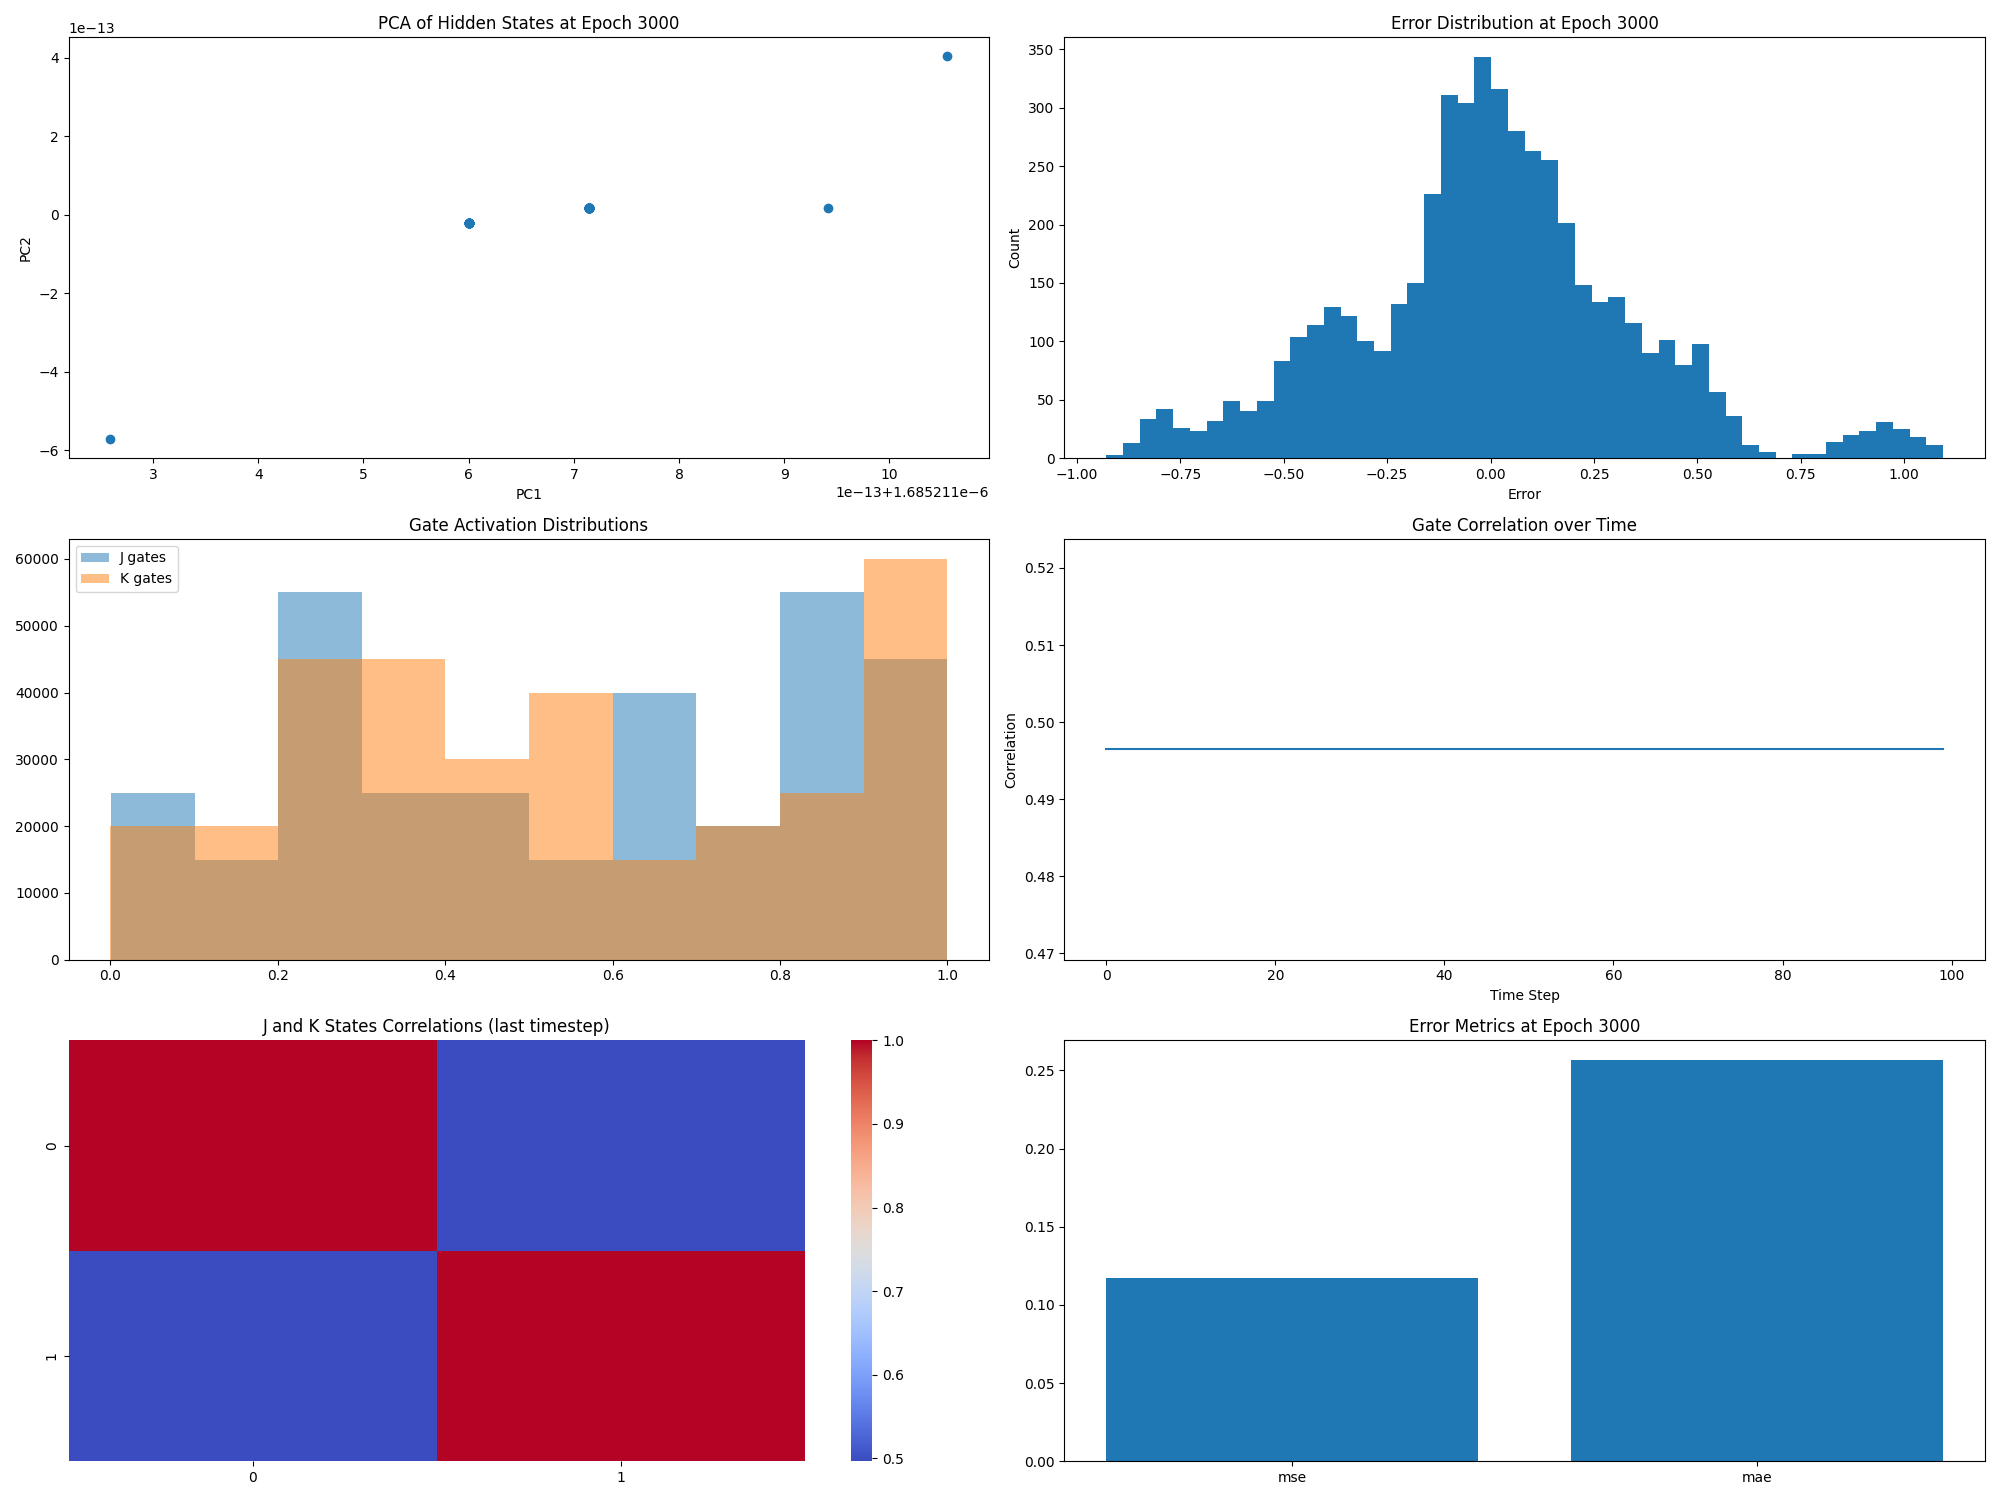 PCA of Hidden States at Epoch 3000
1e−13
4
2
0
−2
−4
−6
PC2
3 4 5 6 7 8 9 10
PC1
1e−13+1.685211e−6
Error Distribution at Epoch 3000
350
300
250
200
150
100
50
0
Count
−1.00 −0.75 −0.50 −0.25 0.00 0.25 0.50 0.75 1.00
Error
Gate Activation Distributions
J gates
K gates
60000
50000
40000
30000
20000
10000
0
0.0 0.2 0.4 0.6 0.8 1.0
Gate Correlation over Time
0.52
0.51
0.50
0.49
0.48
0.47
Correlation
0 20 40 60 80 100
Time Step
J and K States Correlations (last timestep)
0
1
0 1
1.0
0.9
0.8
0.7
0.6
0.5
Error Metrics at Epoch 3000
0.25
0.20
0.15
0.10
0.05
0.00
mse mae